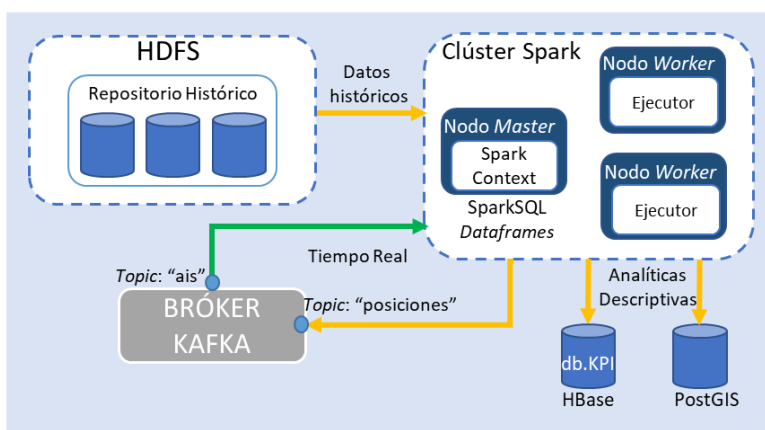 HDFS
Repositorio Histórico
Datos
históricos
Clúster Spark
Nodo Worker
Ejecutor
Nodo Master
Spark
Context
SparkSQL
Dataframes
Nodo Worker
Ejecutor
Tiempo Real
Topic: “ais”
BRÓKER
KAFKA
Topic: “posiciones”
Analíticas
Descriptivas
db.KPI
HBase
PostGIS